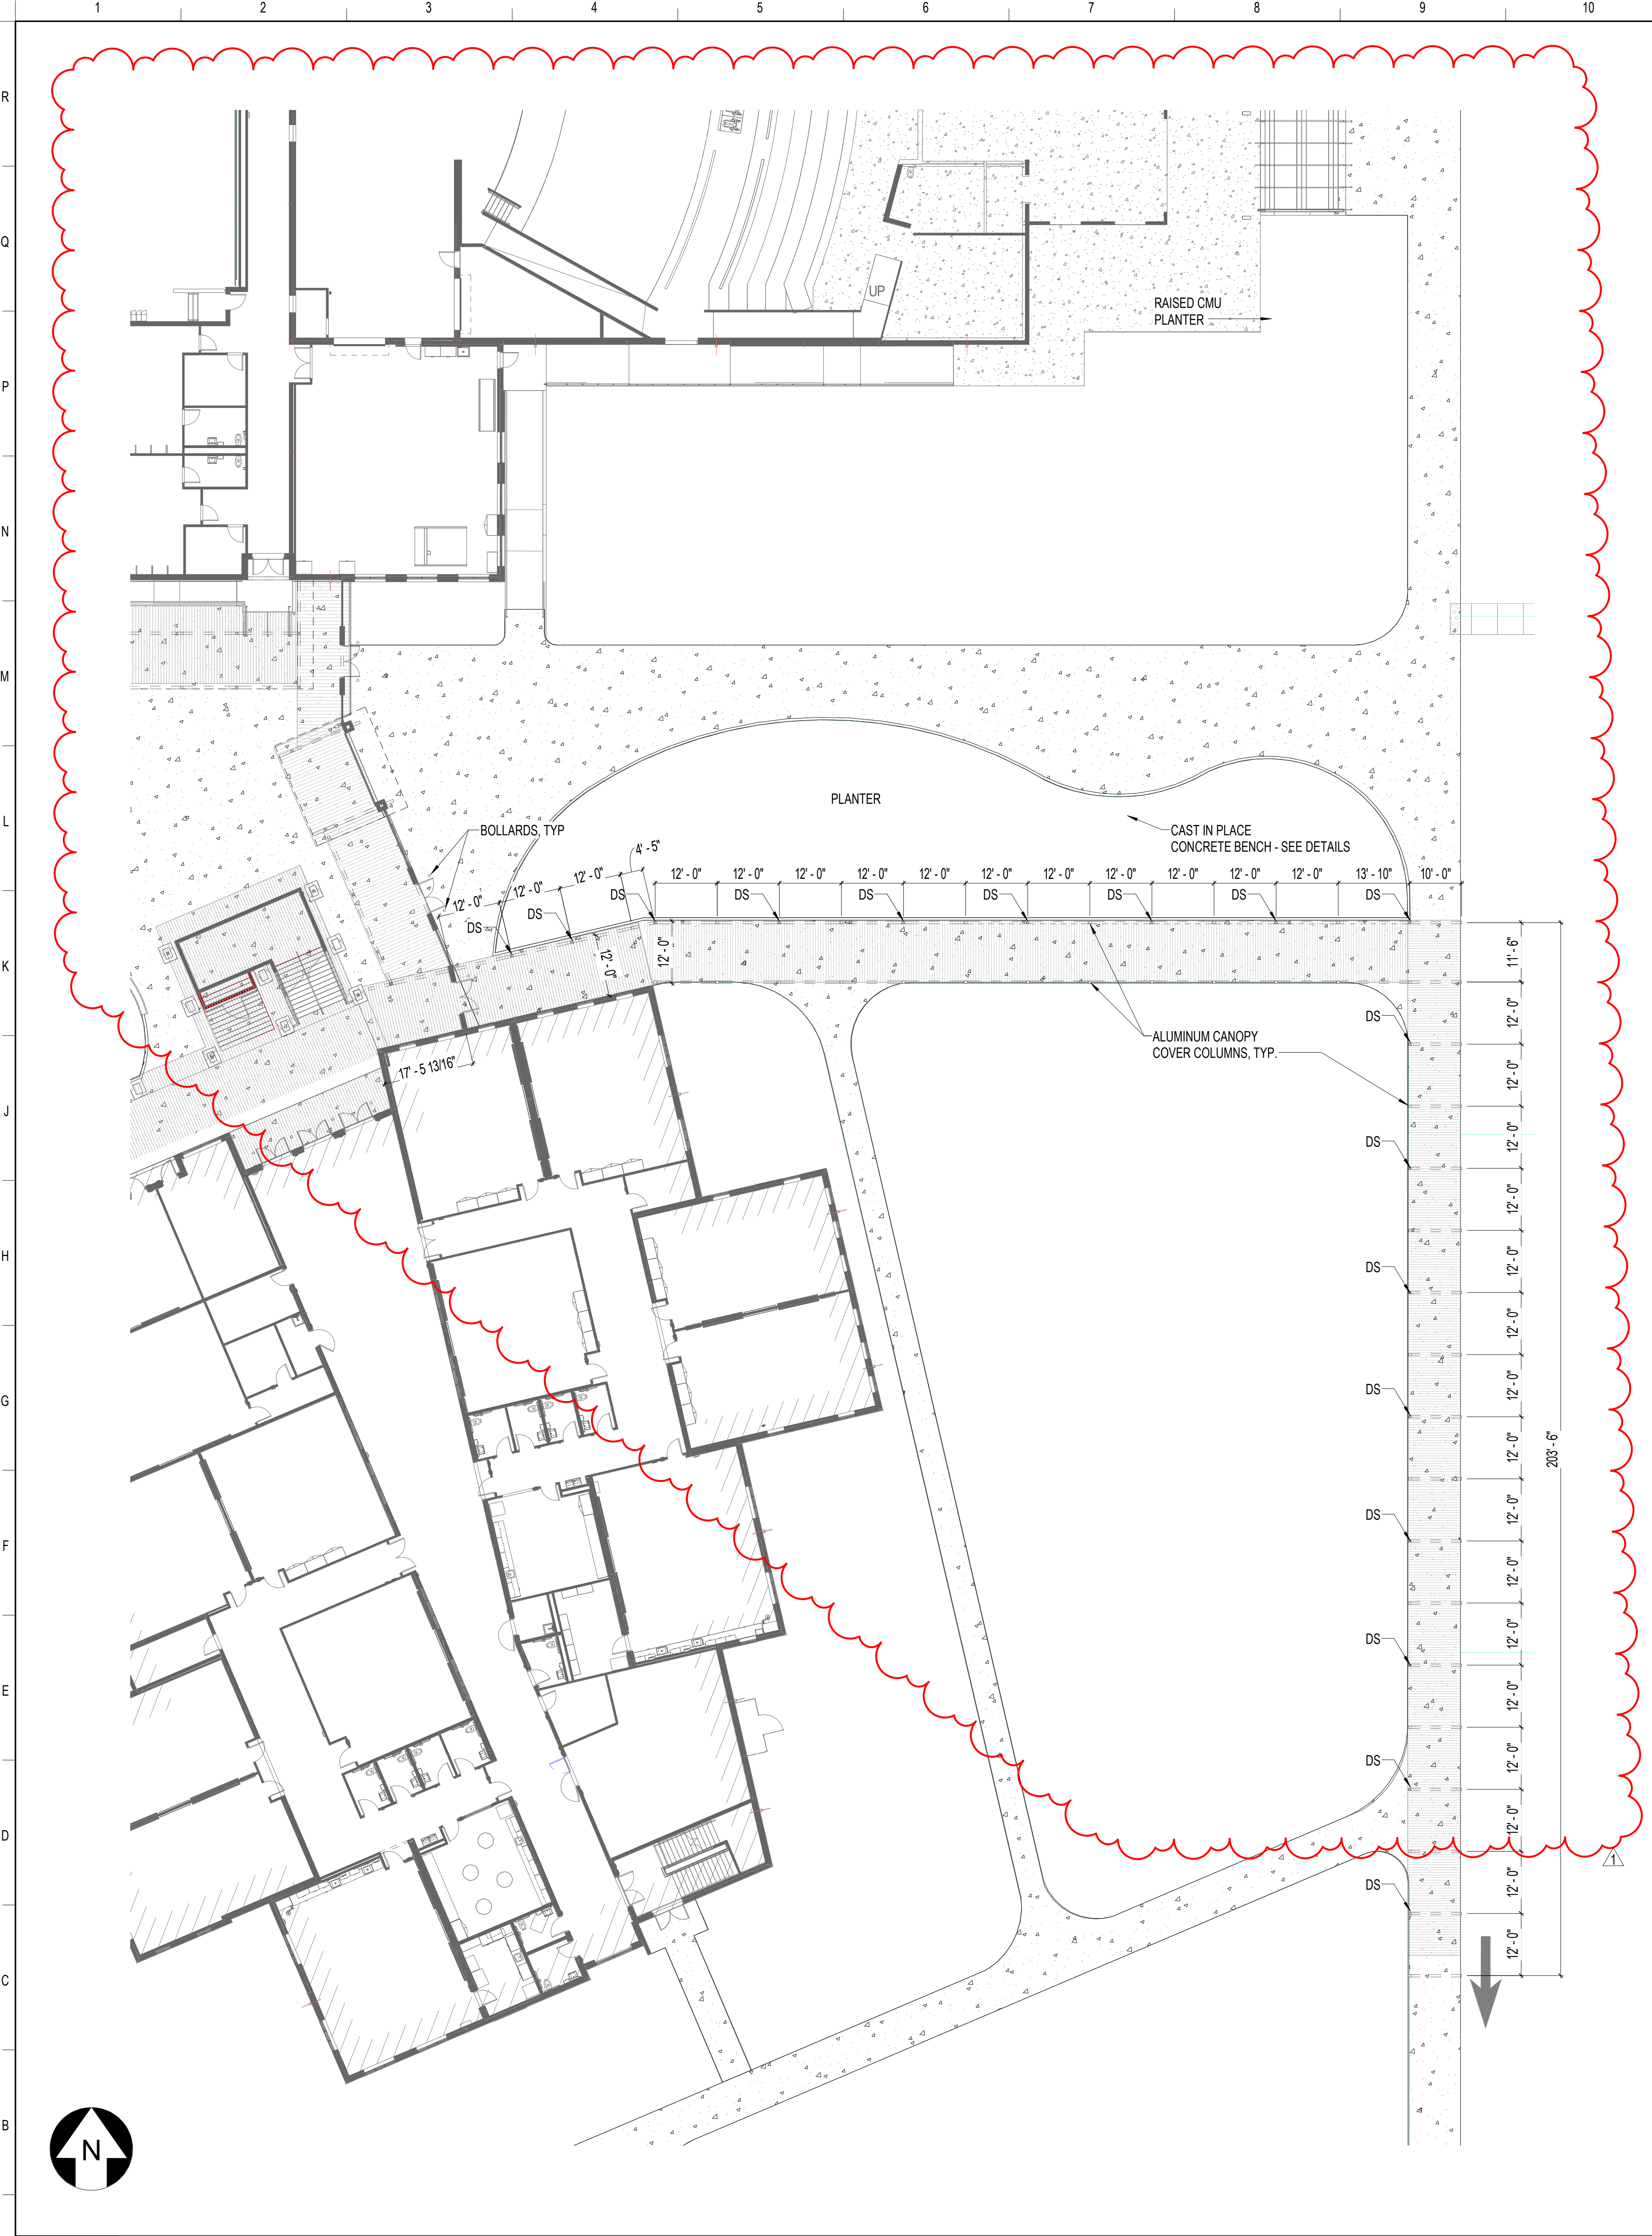 1 2 3 4 5 6 7 8 9 10
R
Q
UP
RAISED CMU
PLANTER
P
N
M
PLANTER
L
BOLLARDS, TYP
CAST IN PLACE
CONCRETE BENCH - SEE DETAILS
4' - 5"
12' - 0"
12' - 0"
12' - 0"
12' - 0" 12' - 0" 12' - 0" 12' - 0" 12' - 0" 12' - 0" 12' - 0" 12' - 0" 12' - 0" 12' - 0" 12' - 0" 13' - 10" 10' - 0"
DS DS DS DS DS DS DS
DS
DS
K
12' - 0"
12' - 0"
11' - 6"
12' - 0"
DS
ALUMINUM CANOPY
COVER COLUMNS, TYP.
17' - 5 13/16"
12' - 0"
J
12' - 0"
DS
12' - 0"
H
12' - 0"
DS
12' - 0"
G
12' - 0"
DS
12' - 0"
203' - 6"
12' - 0"
DS
F
12' - 0"
12' - 0"
DS
E
12' - 0"
12' - 0"
DS
D
12' - 0"
1
12' - 0"
DS
12' - 0"
C
B
N